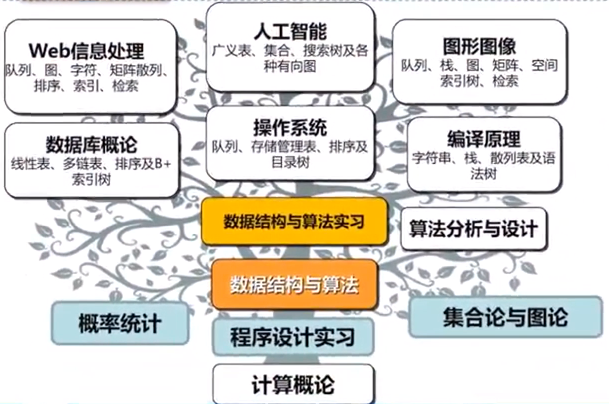 Web信息处理
队列、图、字符、矩阵散列、
排序、索引、检索
人工智能
广义表、集合、搜索树及各
种有向图
图形图像
队列、栈、图、矩阵、空间
索引树、检索
数据库概论
线性表、多链表、排序及B+
索引树
操作系统
队列、存储管理表、排序及
目录树
编译原理
字符串、栈、散列表及语
法树
数据结构与算法实习
算法分析与设计
数据结构与算法
概率统计
程序设计实习
集合论与图论
计算概论